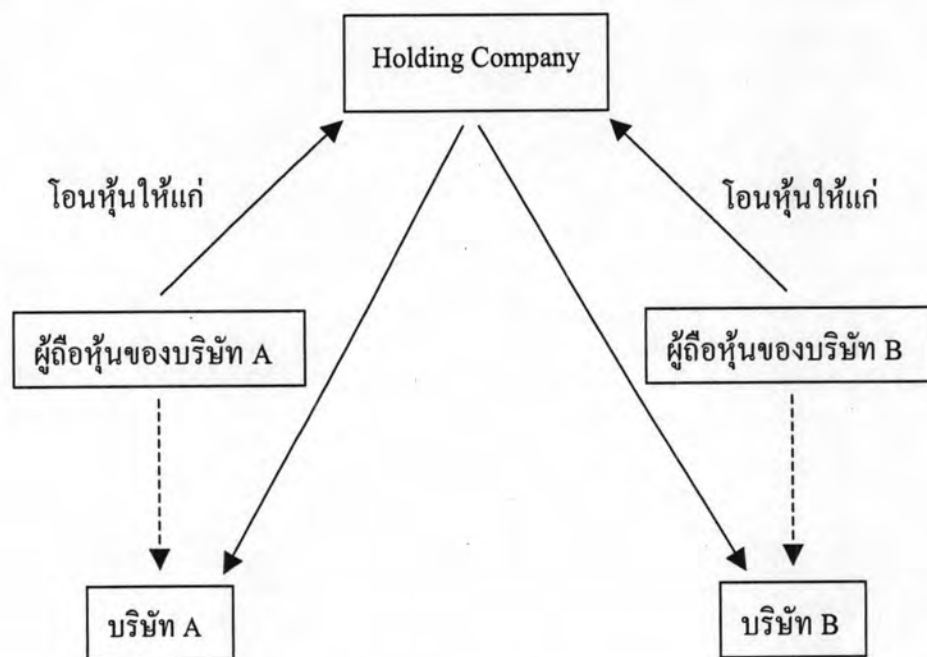 Holding Company
โอนหุ้นให้แก่
โอนหุ้นให้แก่
ผู้ถือหุ้นของบริษัท A
ผู้ถือหุ้นของบริษัท B
บริษัท A
บริษัท B